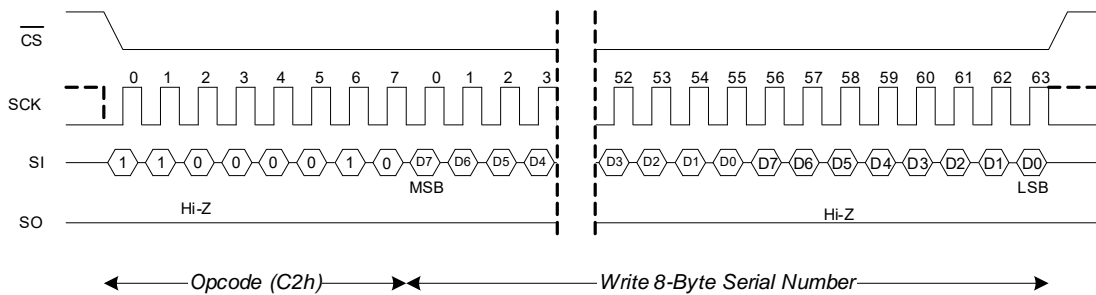 CS
0 1 2 3 4 5 6 7 0 1 2 3 52 53 54 55 56 57 58 59 60 61 62 63
SCK
SI 1 1 0 0 0 0 1 0 D7 D6 D5 D4 D3 D2 D1 D0 D7 D6 D5 D4 D3 D2 D1 D0
MSB LSB
SO Hi-Z Hi-Z
Opcode (C2h) Write 8-Byte Serial Number